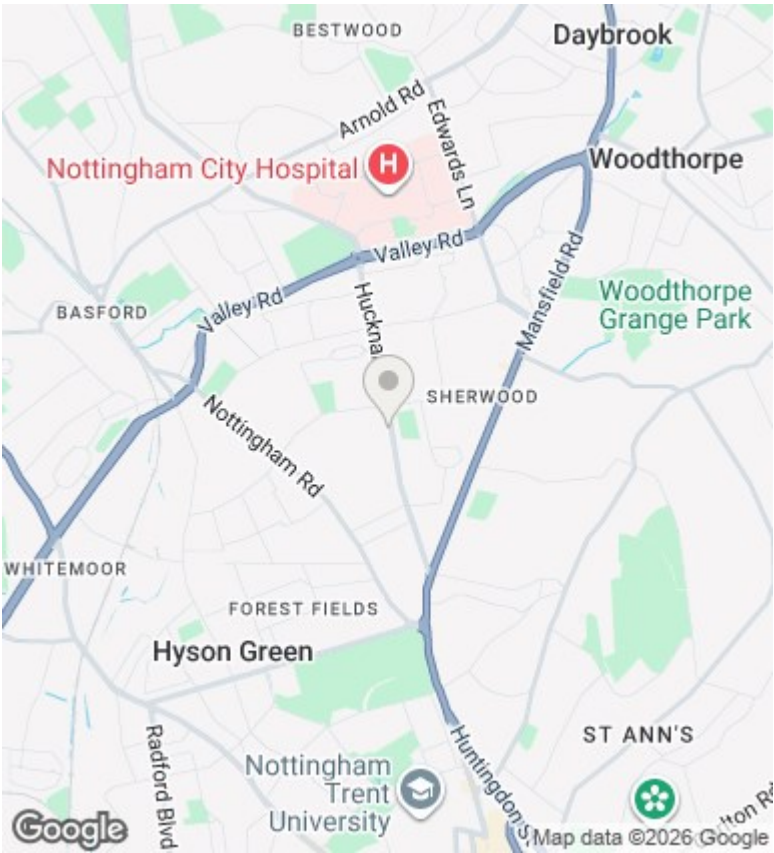 BESTWOOD
Daybrook
Arnold Rd
Edwards Ln
Nottingham City Hospital
H
Woodthorpe
Valley Rd
Mansfield Rd
Valley Rd
BASFORD
Woodthorpe
Grange Park
Huckna
SHERWOOD
Nottingham Rd
WHITEMOOR
FOREST FIELDS
Hyson Green
ST ANN'S
Radford Blvd
Nottingham
Trent
University
Huntingdon S
Google
Map data ©2026 Google